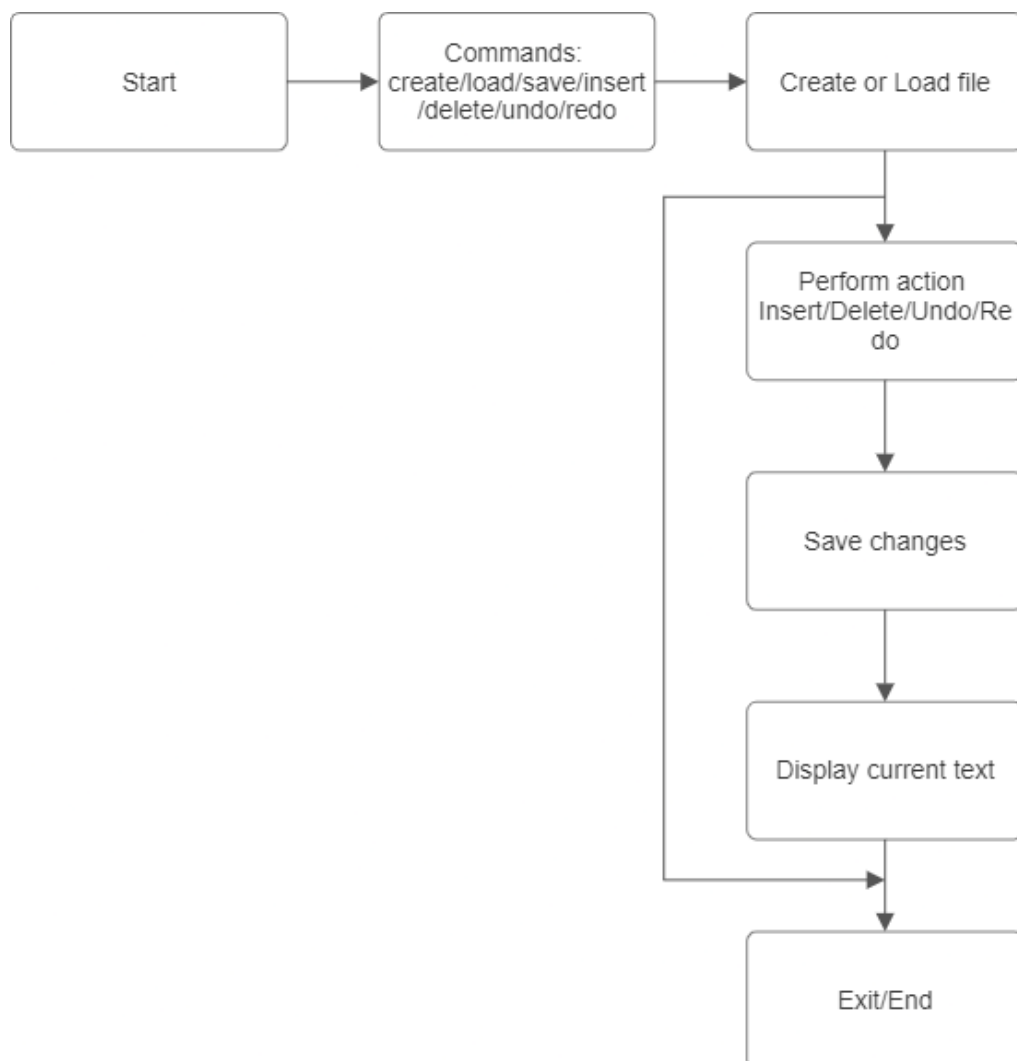 Start
Commands:
create/load/save/insert
/delete/undo/redo
Create or Load file
Perform action
Insert/Delete/Undo/Re
do
Save changes
Display current text
Exit/End